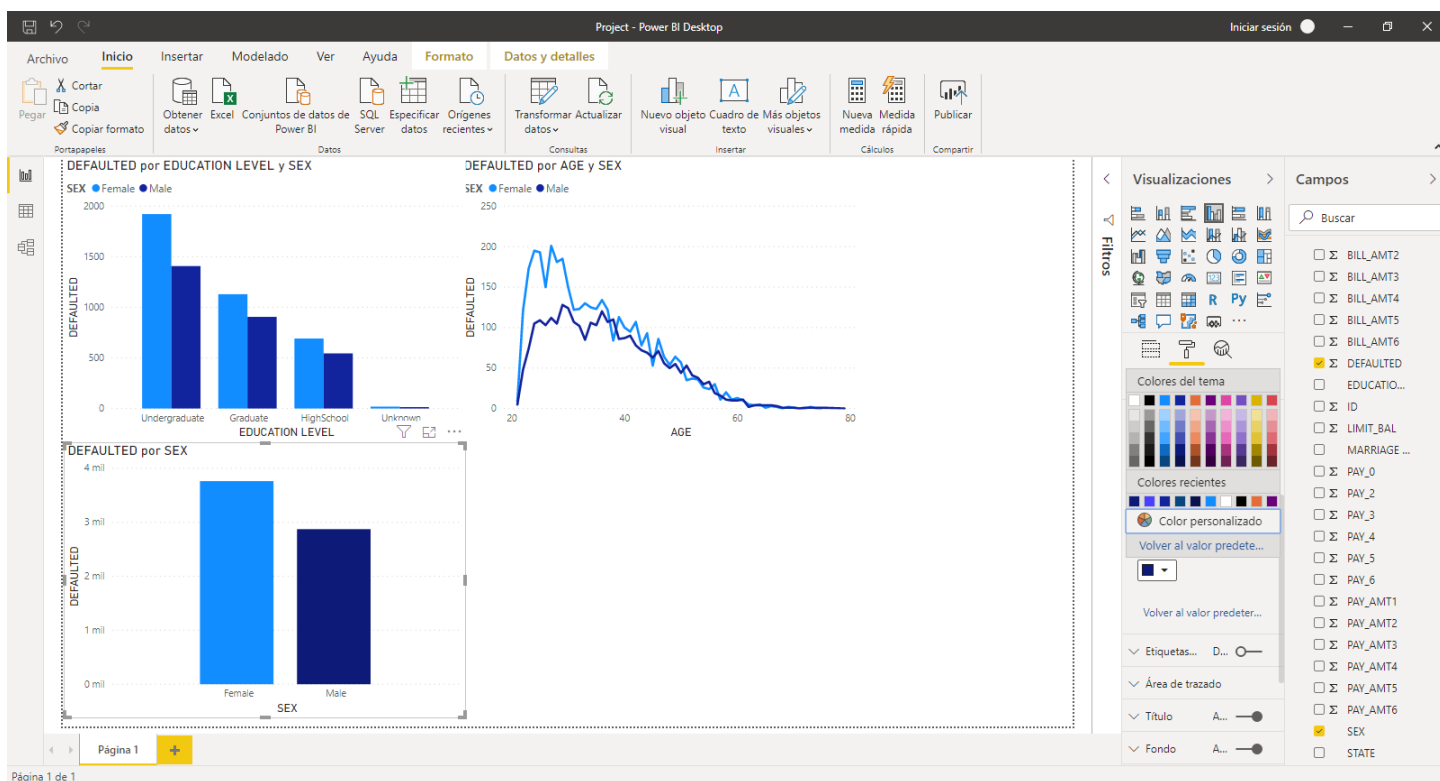 Project - Power BI Desktop
Iniciar sesión
Archivo Inicio Insertar Modelado Ver Ayuda Formato Datos y detalles
Pegar
Cortar
Copia
Copiar formato
Portapapeles
Obtener datos
Excel
Conjuntos de datos de Power BI
SQL Server
Especificar datos
Orígenes recientes
Datos
Transformar datos
Actualizar
Consultas
Nuevo objeto visual
Cuadro de texto
Más objetos visuales
Insertar
Nueva medida
Medida rápida
Cálculos
Publicar
Compartir
DEFAULTED por EDUCATION LEVEL y SEX
SEX Female Male
2000
1500
1000
500
0
DEFAULTED
Undergraduate Graduate HighSchool Unknnwn
EDUCATION LEVEL
DEFAULTED por AGE y SEX
SEX Female Male
250
200
150
100
50
0
DEFAULTED
20 40 60 80
AGE
DEFAULTED por SEX
4 mil
3 mil
2 mil
1 mil
0 mil
DEFAULTED
Female Male
SEX
Filtros
Visualizaciones
R Py
Colores del tema
Colores recientes
Color personalizado
Volver al valor predete...
Volver al valor predeter...
Etiquetas... D...
Área de trazado
Título A...
Fondo A...
Campos
Buscar
Σ BILL_AMT2
Σ BILL_AMT3
Σ BILL_AMT4
Σ BILL_AMT5
Σ BILL_AMT6
Σ DEFAULTED
EDUCATIO...
Σ ID
Σ LIMIT_BAL
MARRIAGE ...
Σ PAY_0
Σ PAY_2
Σ PAY_3
Σ PAY_4
Σ PAY_5
Σ PAY_6
Σ PAY_AMT1
Σ PAY_AMT2
Σ PAY_AMT3
Σ PAY_AMT4
Σ PAY_AMT5
Σ PAY_AMT6
SEX
STATE
Página 1
Página 1 de 1